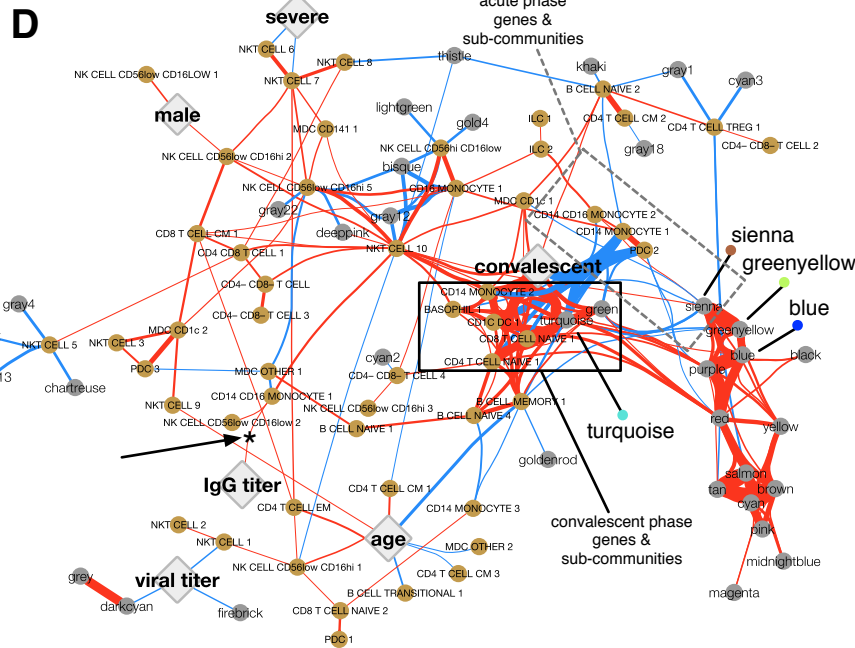 D
severe
acute phase
genes &
sub-communities
NKT CELL 6
NKT CELL 8
thistle
khaki
gray1
cyan3
NK CELL CD56low CD16LOW 1
NKT CELL 7
B CELL NAIVE 2
lightgreen
male
gold4
ILC 1
CD4 T CELL CM 2
CD4 T CELL TREG 1
MDC CD141 1
NK CELL CD56low CD16hi 2
NK CELL CD56hi CD16low
ILC 2
gray18
CD4– CD8– T CELL 2
bisque
NK CELL CD56low CD16hi 5
CD16 MONOCYTE 1
MDC CD1c 1
gray22
gray12
CD14 CD16 MONOCYTE 2
deeppink
CD8 T CELL CM 1
CD14 MONOCYTE 1
sienna
NKT CELL 10
PDC 2
CD4 CD8 T CELL 1
convalescent
greenyellow
CD4– CD8– T CELL
CD14 MONOCYTE 2
gray4
BASOPHIL 1
green
sienna
blue
CD4– CD8– T CELL 3
CD1C DC 1
turquoise
MDC CD1c 2
greenyellow
NKT CELL 5
NKT CELL 3
CD8 T CELL NAIVE 1
cyan2
CD4 T CELL NAIVE 1
blue
black
13
PDC 3
MDC OTHER 1
CD4– CD8– T CELL 4
purple
chartreuse
CD14 CD16 MONOCYTE 1
NKT CELL 9
NK CELL CD56low CD16hi 3
B CELL MEMORY 1
NK CELL CD56low CD16low 2
B CELL NAIVE 4
red
B CELL NAIVE 1
turquoise
yellow
*
goldenrod
salmon
IgG titer
CD4 T CELL CM 1
tan
brown
CD4 T CELL EM
CD14 MONOCYTE 3
cyan
NKT CELL 2
convalescent phase
genes &
sub-communities
pink
NKT CELL 1
age
MDC OTHER 2
midnightblue
NK CELL CD56low CD16hi 1
CD4 T CELL CM 3
grey
viral titer
B CELL TRANSITIONAL 1
magenta
darkcyan
firebrick
CD8 T CELL NAIVE 2
PDC 1